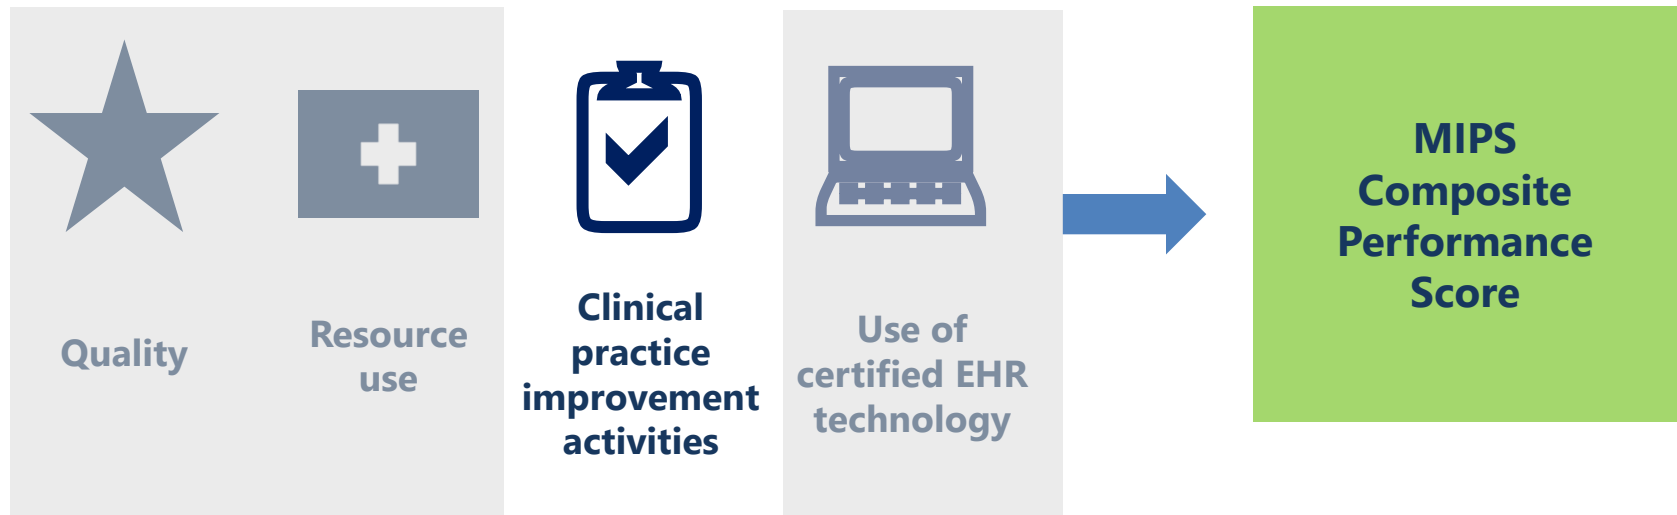 Quality
Resource
use
Clinical
practice
improvement
activities
Use of
certified EHR
technology
MIPS
Composite
Performance
Score